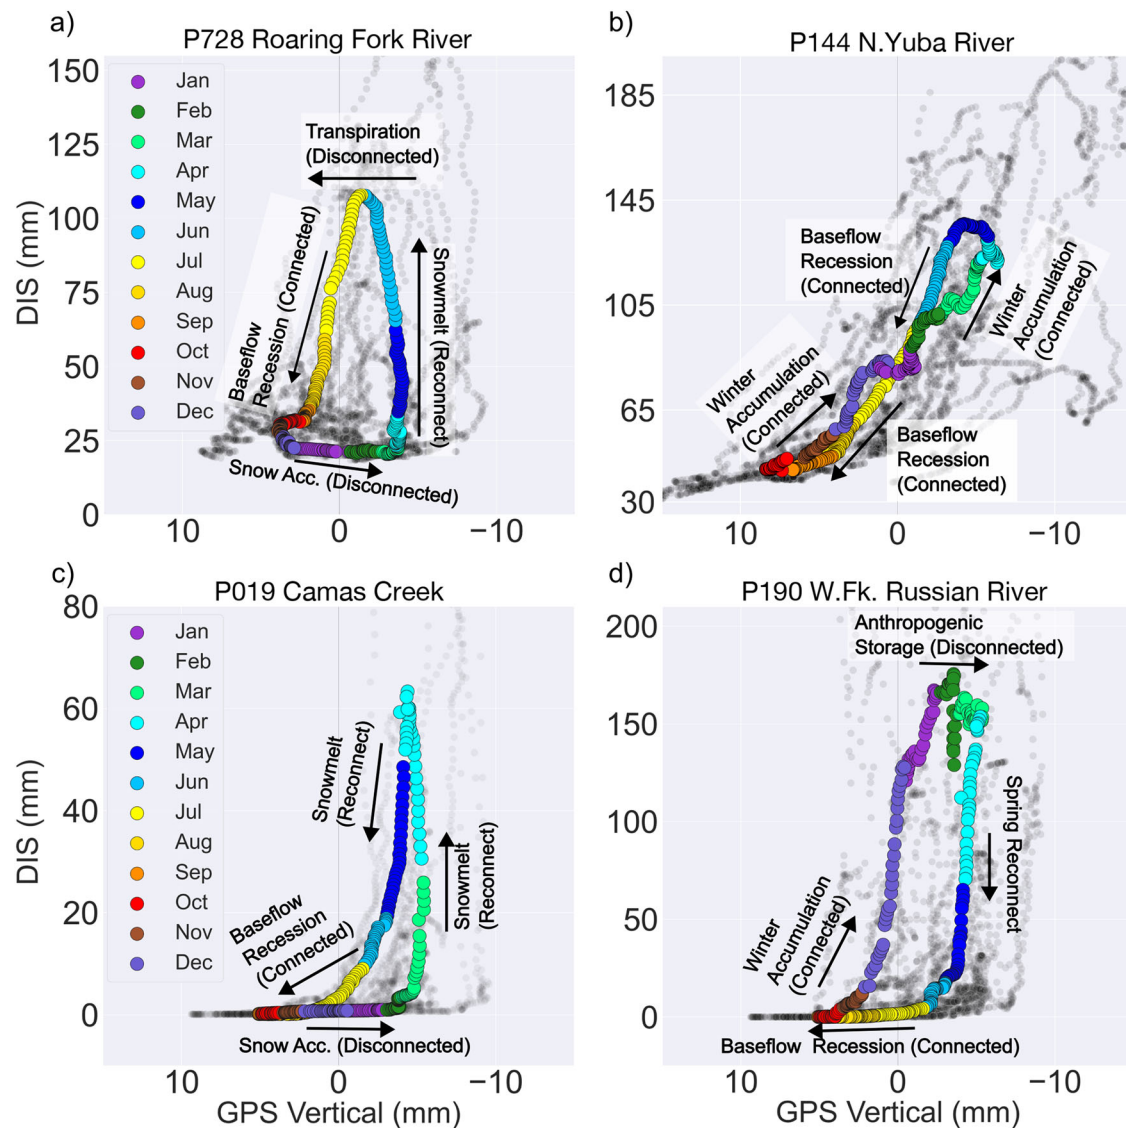 a)
P728 Roaring Fork River
150
125
100
75
50
25
0
DIS (mm)
Jan
Feb
Mar
Apr
May
Jun
Jul
Aug
Sep
Oct
Nov
Dec
Transpiration
(Disconnected)
Baseflow
Recession (Connected)
Snowmelt (Reconnect)
Snow Acc. (Disconnected)
10
0
−10
b)
P144 N.Yuba River
185
145
105
65
30
Baseflow
Recession
(Connected)
Winter
Accumulation
(Connected)
Winter
Accumulation
(Connected)
Baseflow
Recession
(Connected)
10
0
−10
c)
P019 Camas Creek
80
60
40
20
0
DIS (mm)
Jan
Feb
Mar
Apr
May
Jun
Jul
Aug
Sep
Oct
Nov
Dec
Snowmelt
(Reconnect)
Snowmelt
(Reconnect)
Baseflow
Recession
(Connected)
Snow Acc. (Disconnected)
10
0
−10
GPS Vertical (mm)
d)
P190 W.Fk. Russian River
200
150
100
50
0
Anthropogenic
Storage (Disconnected)
Spring Reconnect
Winter
Accumulation
(Connected)
Baseflow Recession (Connected)
10
0
−10
GPS Vertical (mm)